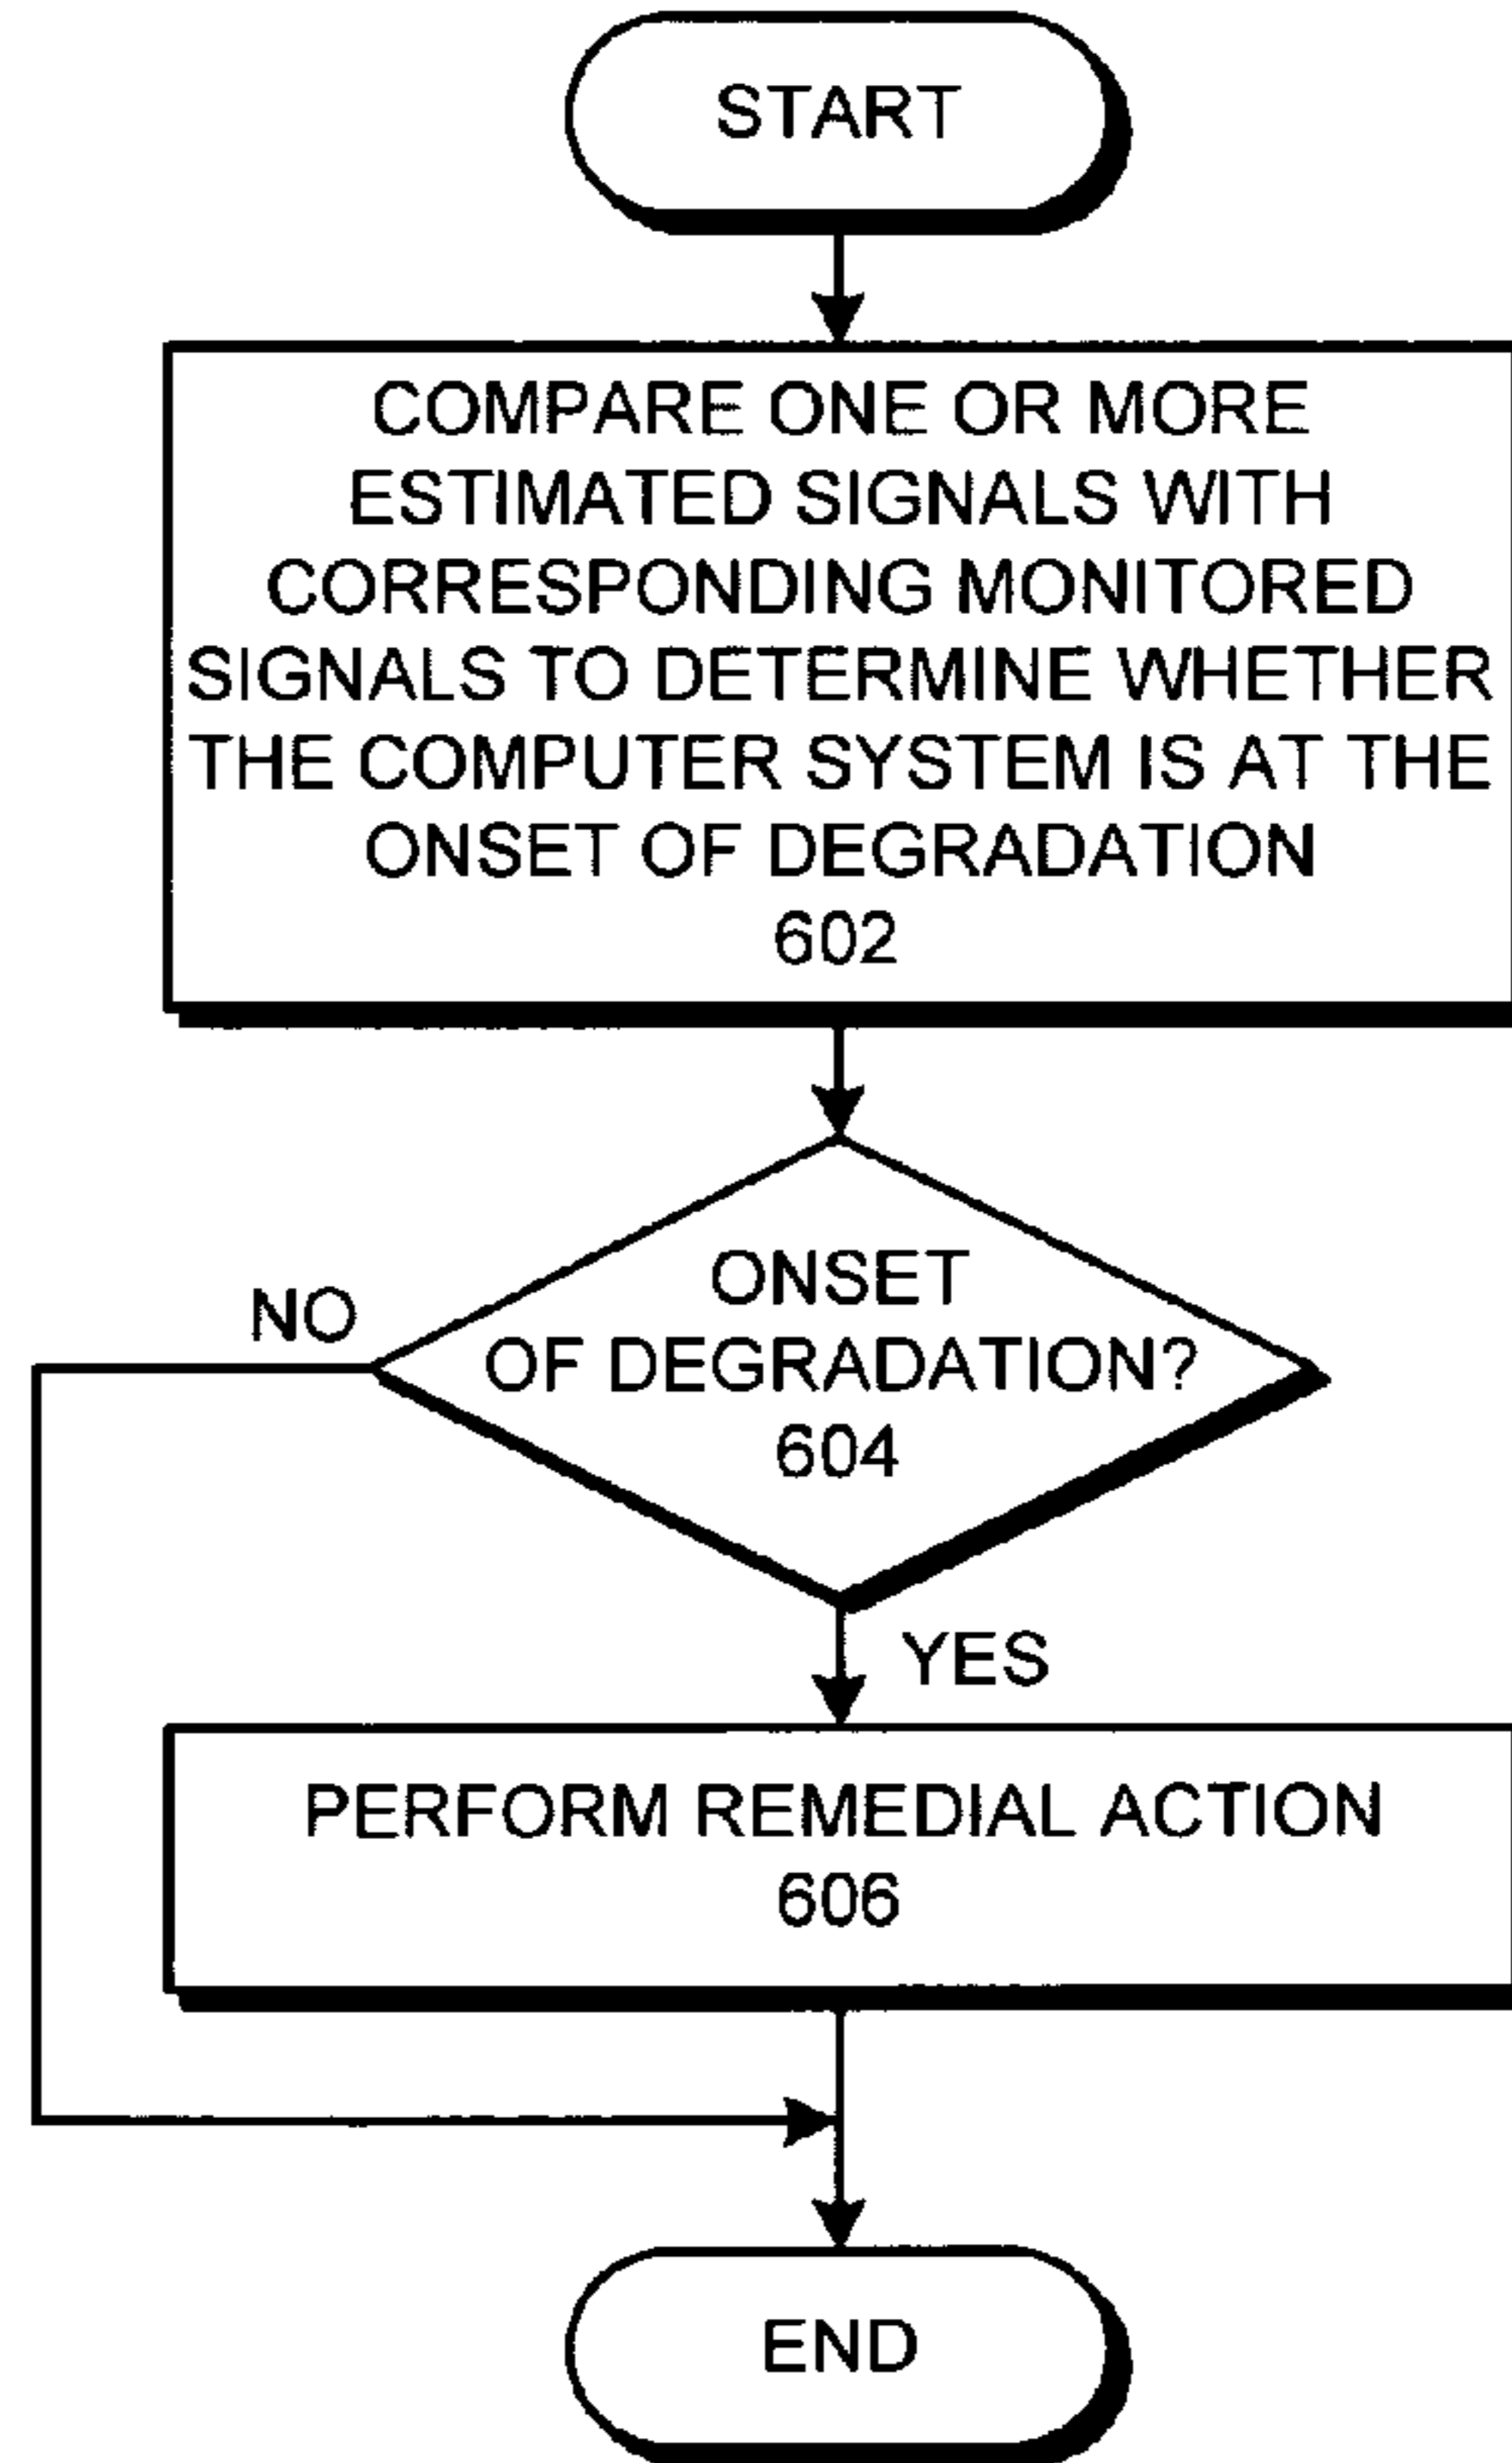 START
COMPARE ONE OR MORE
ESTIMATED SIGNALS WITH
CORRESPONDING MONITORED
SIGNALS TO DETERMINE WHETHER
THE COMPUTER SYSTEM IS AT THE
ONSET OF DEGRADATION
602
ONSET
OF DEGRADATION?
604
NO
YES
PERFORM REMEDIAL ACTION
606
END